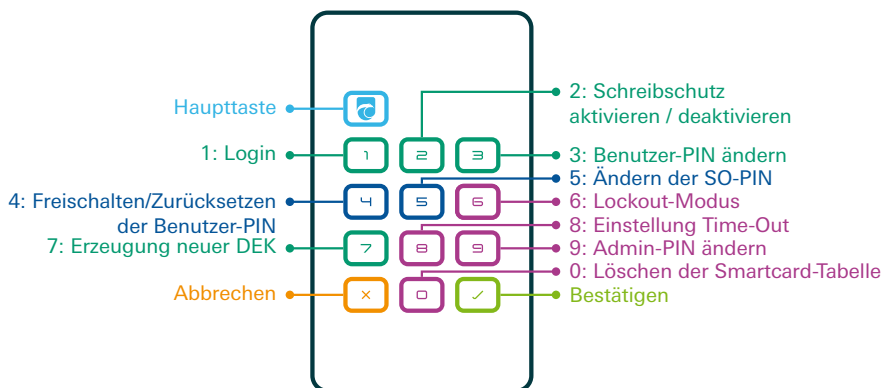 Haupttaste
2: Schreibschutz
aktivieren / deaktivieren
1: Login
1 2 3
3: Benutzer-PIN ändern
5: Ändern der SO-PIN
4: Freischalten/Zurücksetzen
der Benutzer-PIN
4 5 6
6: Lockout-Modus
8: Einstellung Time-Out
7: Erzeugung neuer DEK
7 8 9
9: Admin-PIN ändern
0: Löschen der Smartcard-Tabelle
Abbrechen
× 0 ✓
Bestätigen